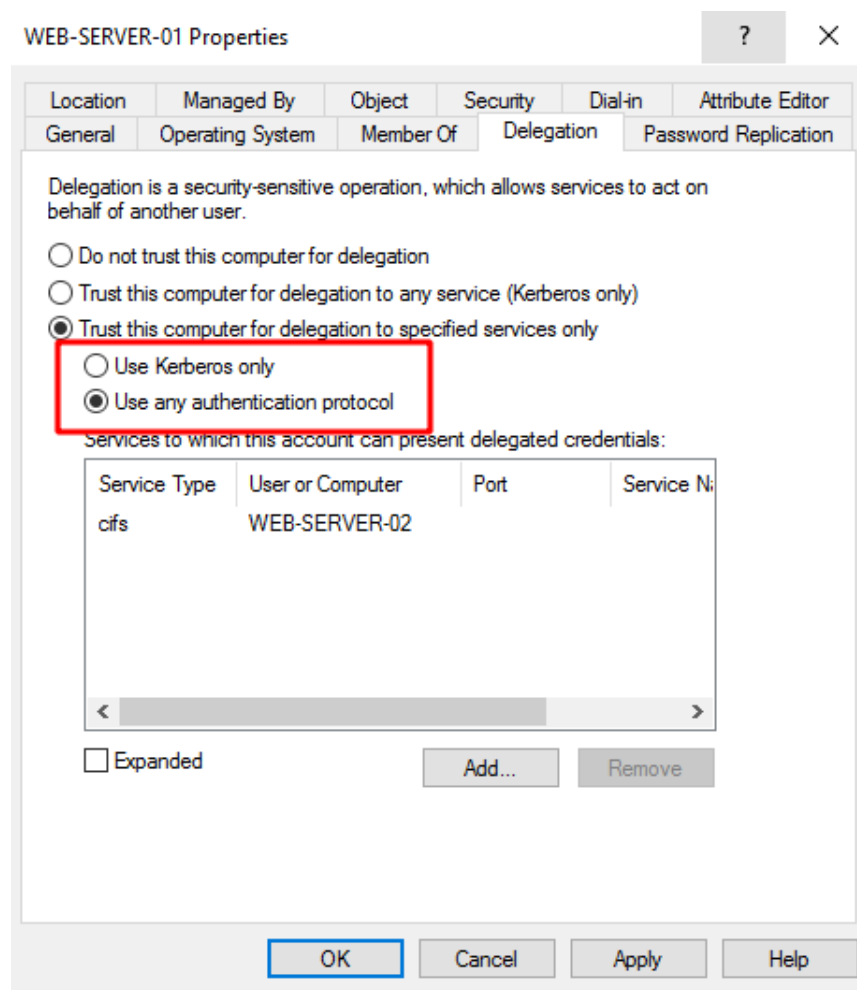 WEB-SERVER-01 Properties
?
Location Managed By Object Security Dial-in Attribute Editor
General Operating System Member Of Delegation Password Replication
Delegation is a security-sensitive operation, which allows services to act on
behalf of another user.
Do not trust this computer for delegation
Trust this computer for delegation to any service (Kerberos only)
Trust this computer for delegation to specified services only
Use Kerberos only
Use any authentication protocol
Services to which this account can present delegated credentials:
Service Type User or Computer Port Service
cifs WEB-SERVER-02
Expanded Add... Remove
OK Cancel Apply Help